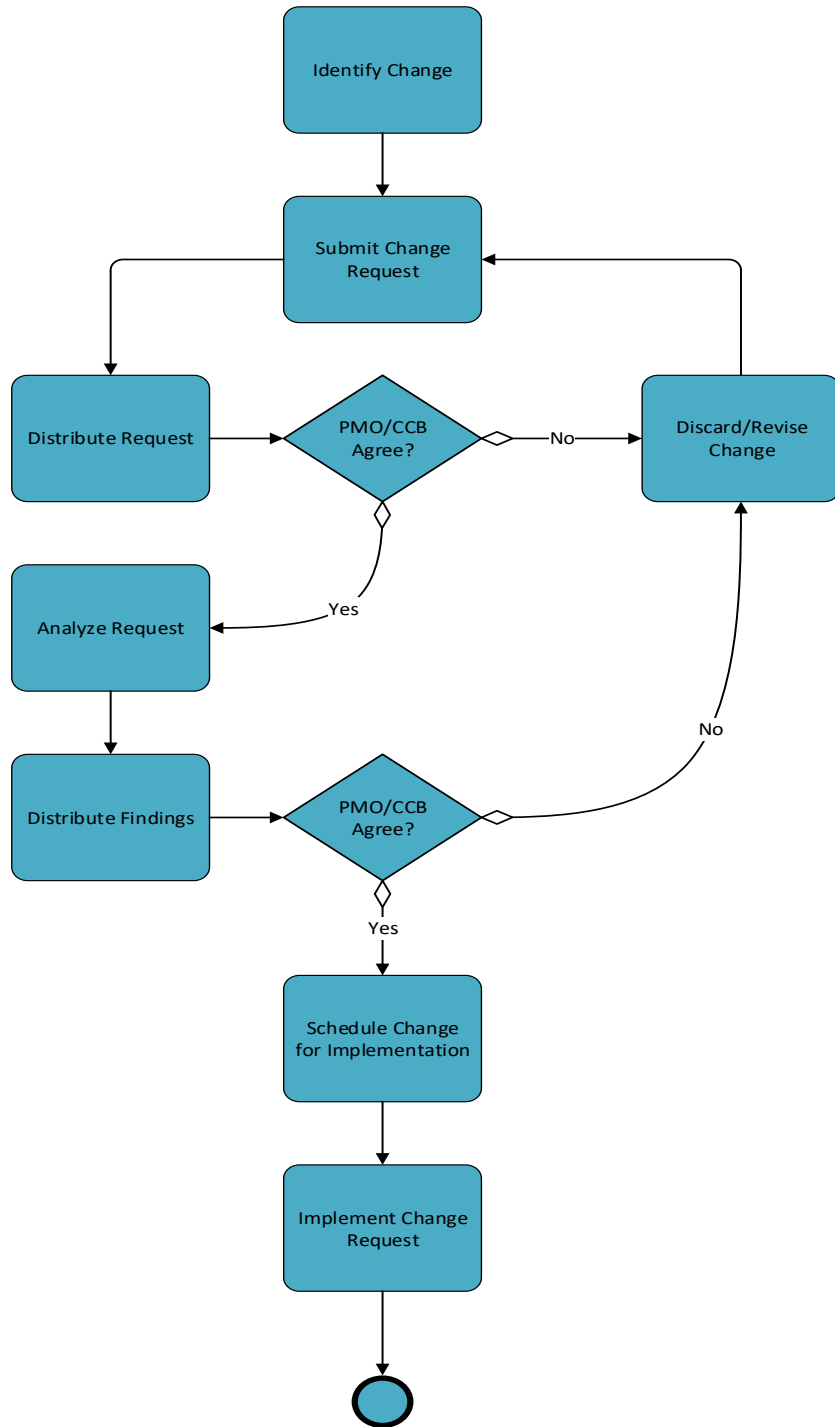 Identify Change
Submit Change
Request
Distribute Request
PMO/CCB
Agree?
No
Discard/Revise
Change
Yes
Analyze Request
No
Distribute Findings
PMO/CCB
Agree?
Yes
Schedule Change
for Implementation
Implement Change
Request